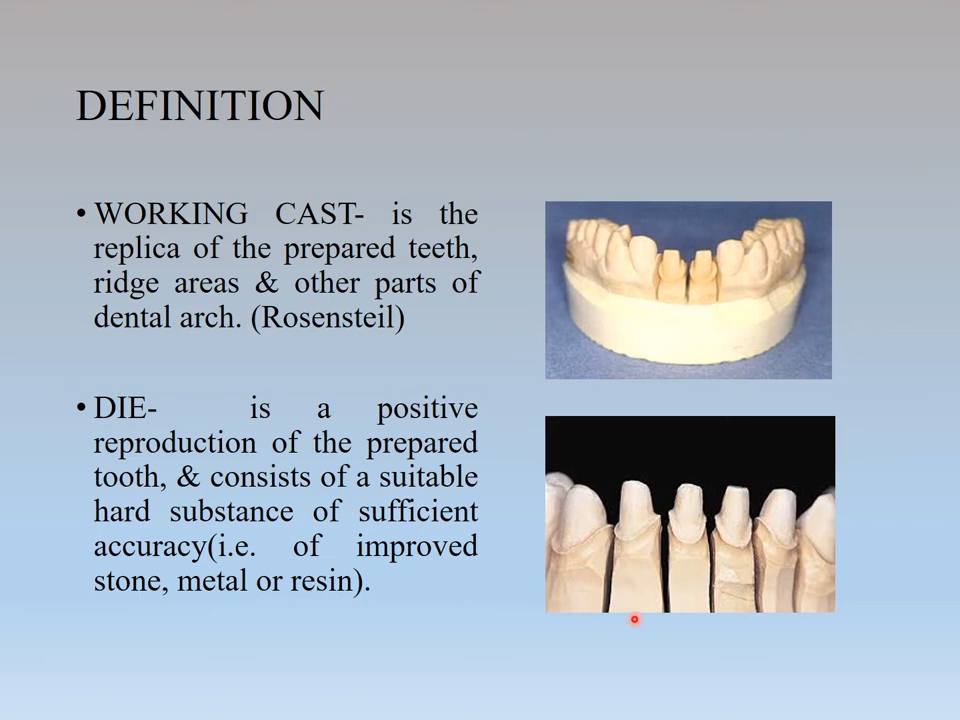 DEFINITION
• WORKING CAST- is the
replica of the prepared teeth,
ridge areas & other parts of
dental arch. (Rosensteil)
• DIE- is a positive
reproduction of the prepared
tooth, & consists of a suitable
hard substance of sufficient
accuracy(i.e. of improved
stone, metal or resin).